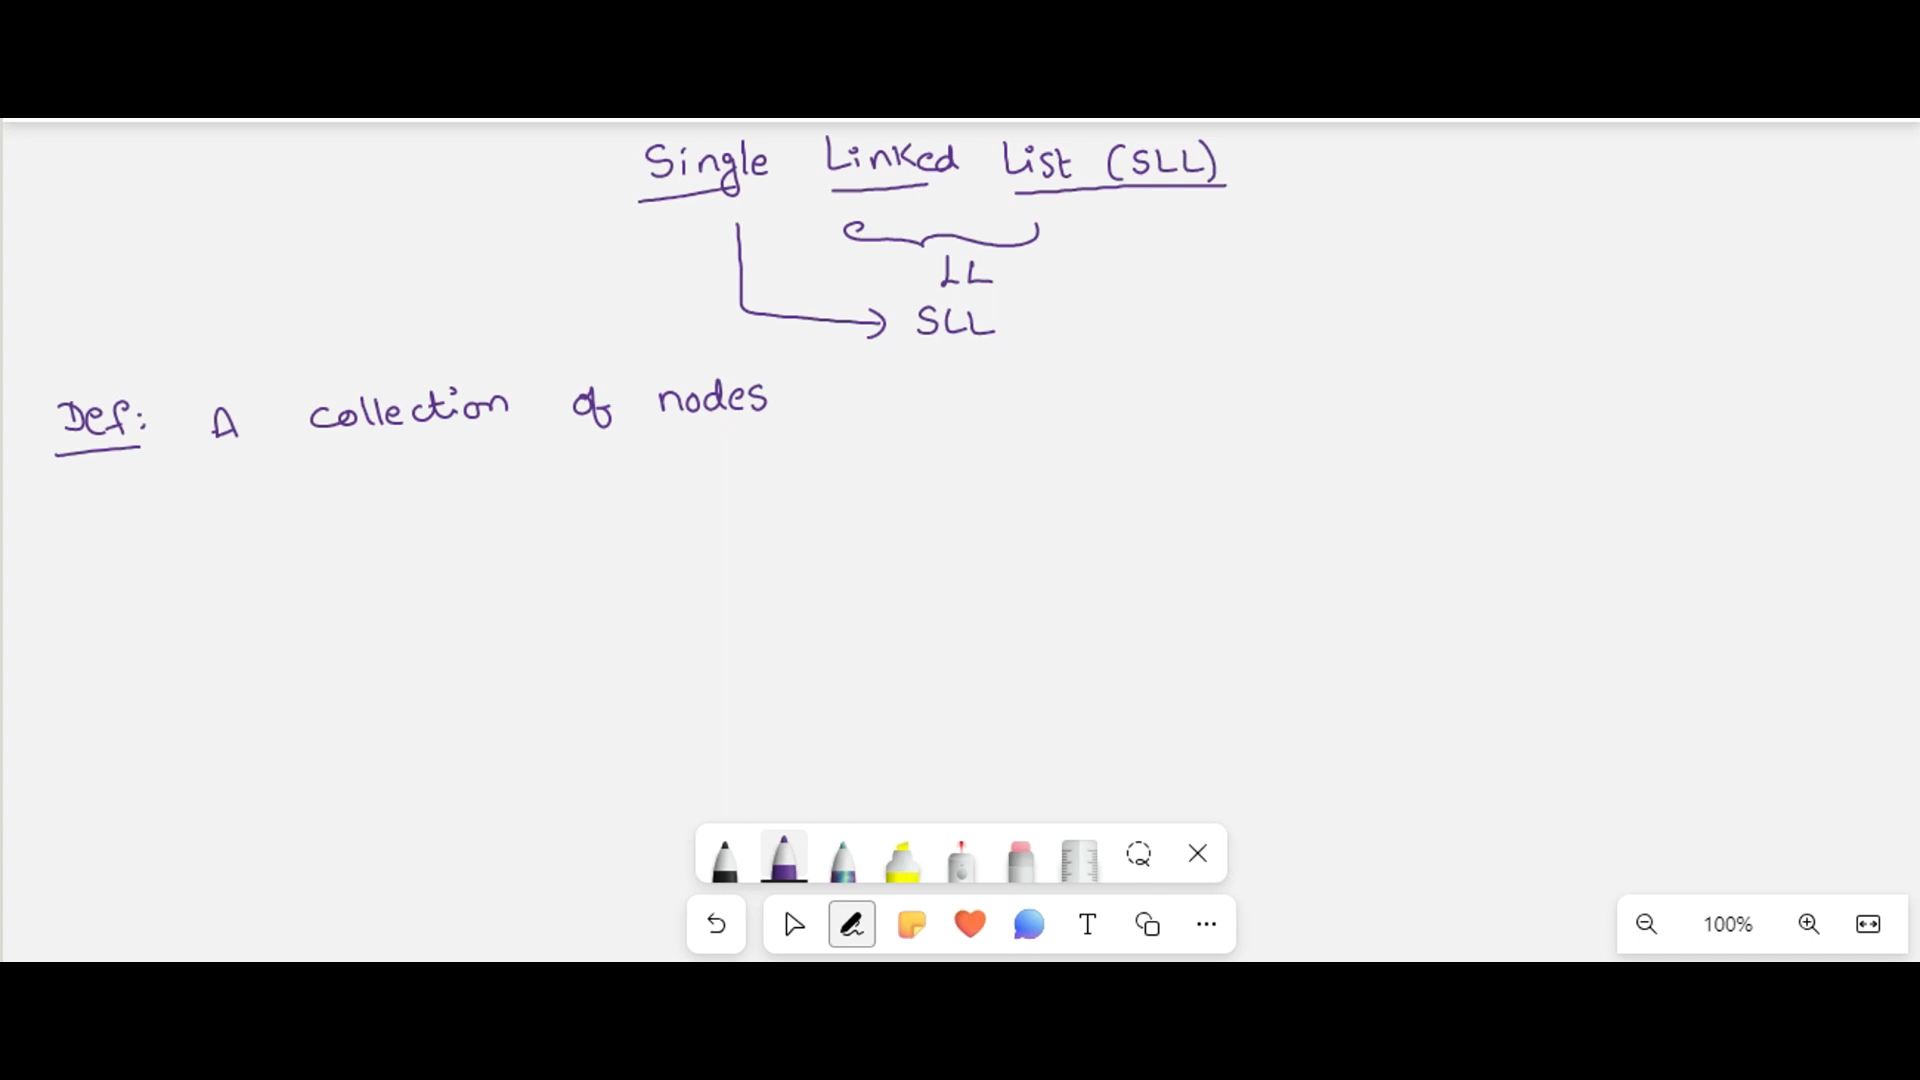 Single Linked List (SLL)
LL
SLL
Def: A collection of nodes
T
100%